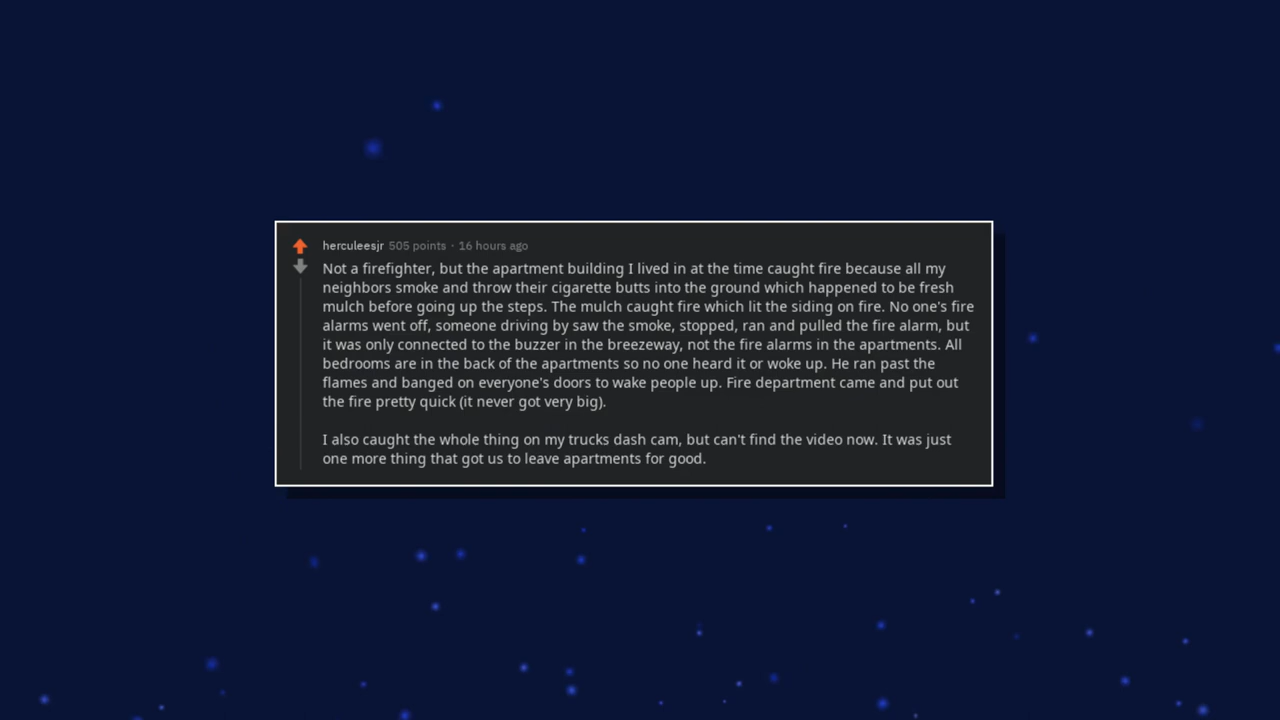 herculeesjr 505 points · 16 hours ago
Not a firefighter, but the apartment building I lived in at the time caught fire because all my
neighbors smoke and throw their cigarette butts into the ground which happened to be fresh
mulch before going up the steps. The mulch caught fire which lit the siding on fire. No one's fire
alarms went off, someone driving by saw the smoke, stopped, ran and pulled the fire alarm, but
it was only connected to the buzzer in the breezeway, not the fire alarms in the apartments. All
bedrooms are in the back of the apartments so no one heard it or woke up. He ran past the
flames and banged on everyone's doors to wake people up. Fire department came and put out
the fire pretty quick (it never got very big).
I also caught the whole thing on my trucks dash cam, but can't find the video now. It was just
one more thing that got us to leave apartments for good.